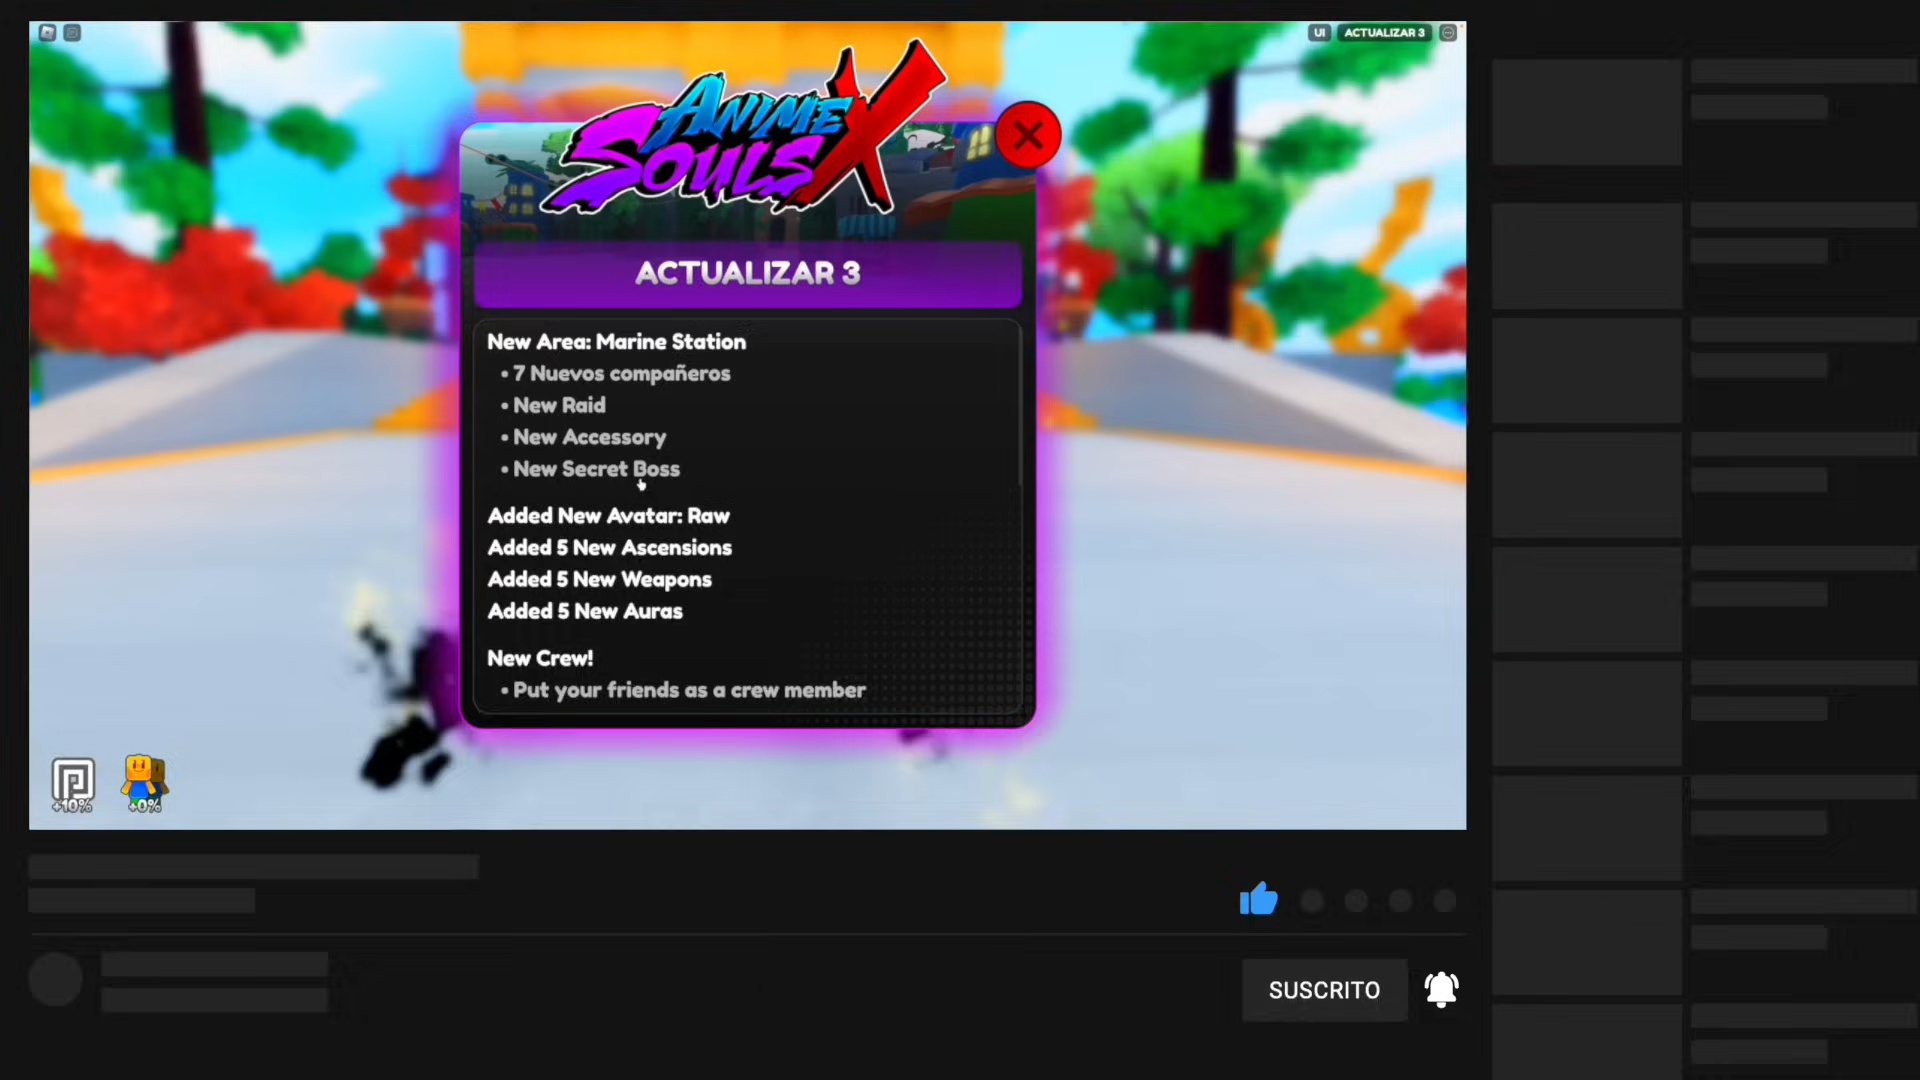 UI
ACTUALIZAR 3
ANIME
SOULS X
ACTUALIZAR 3
New Area: Marine Station
• 7 Nuevos compañeros
• New Raid
• New Accessory
• New Secret Boss
Added New Avatar: Raw
Added 5 New Ascensions
Added 5 New Weapons
Added 5 New Auras
New Crew!
• Put your friends as a crew member
+10%
+0%
SUSCRITO